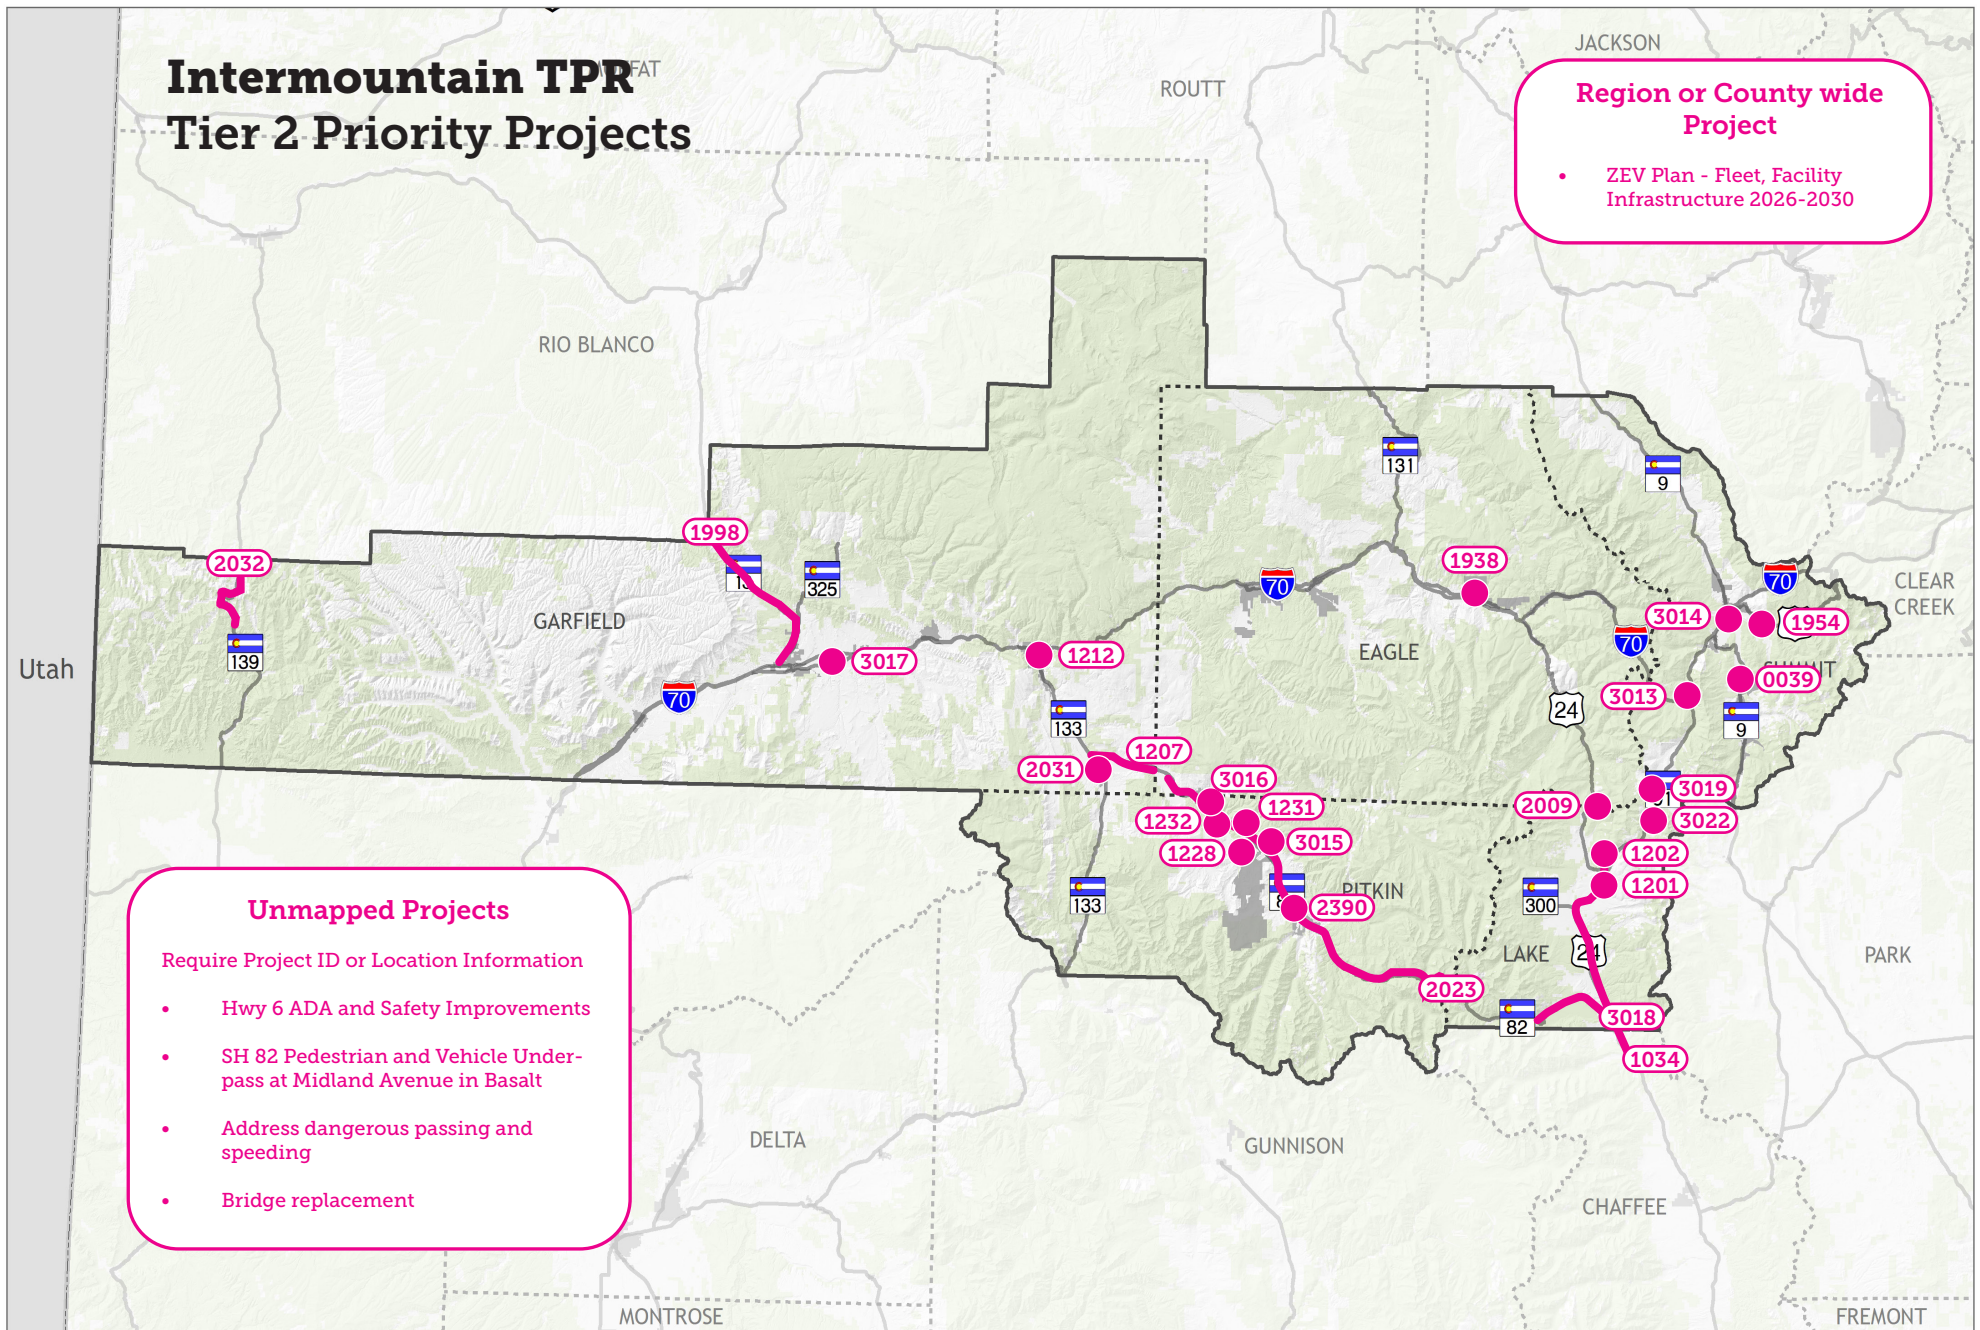 JACKSON
Intermountain TPR
Tier 2 Priority Projects
ROUTT
Region or County wide
Project
• ZEV Plan - Fleet, Facility
Infrastructure 2026-2030
RIO BLANCO
131
9
1998
2032
1938
325
70
70
CLEAR
CREEK
GARFIELD
3014
1954
139
Utah
3017
1212
EAGLE
70
SUMMIT
0039
3013
70
24
133
9
2031
1207
3016
1231
3019
2009
1232
3022
1228
3015
1202
1201
133
PITKIN
300
2390
24
LAKE
PARK
2023
82
3018
1034
Unmapped Projects
Require Project ID or Location Information
• Hwy 6 ADA and Safety Improvements
• SH 82 Pedestrian and Vehicle Under-
pass at Midland Avenue in Basalt
• Address dangerous passing and
speeding
• Bridge replacement
DELTA
GUNNISON
CHAFFEE
MONTROSE
FREMONT